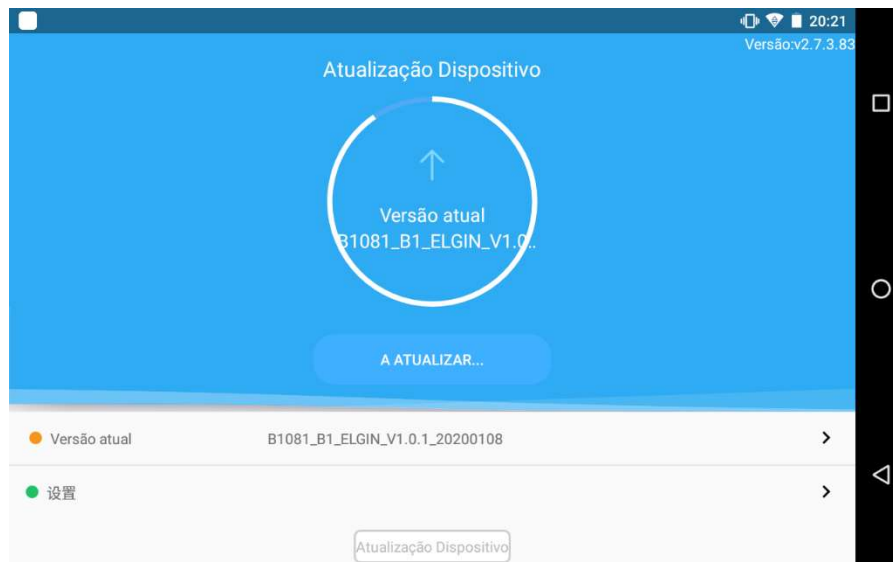 20:21
Versão:v2.7.3.83
Atualização Dispositivo
Versão atual
B1081_B1_ELGIN_V1.0..
A ATUALIZAR...
Versão atual B1081_B1_ELGIN_V1.0.1_20200108
设置
Atualização Dispositivo